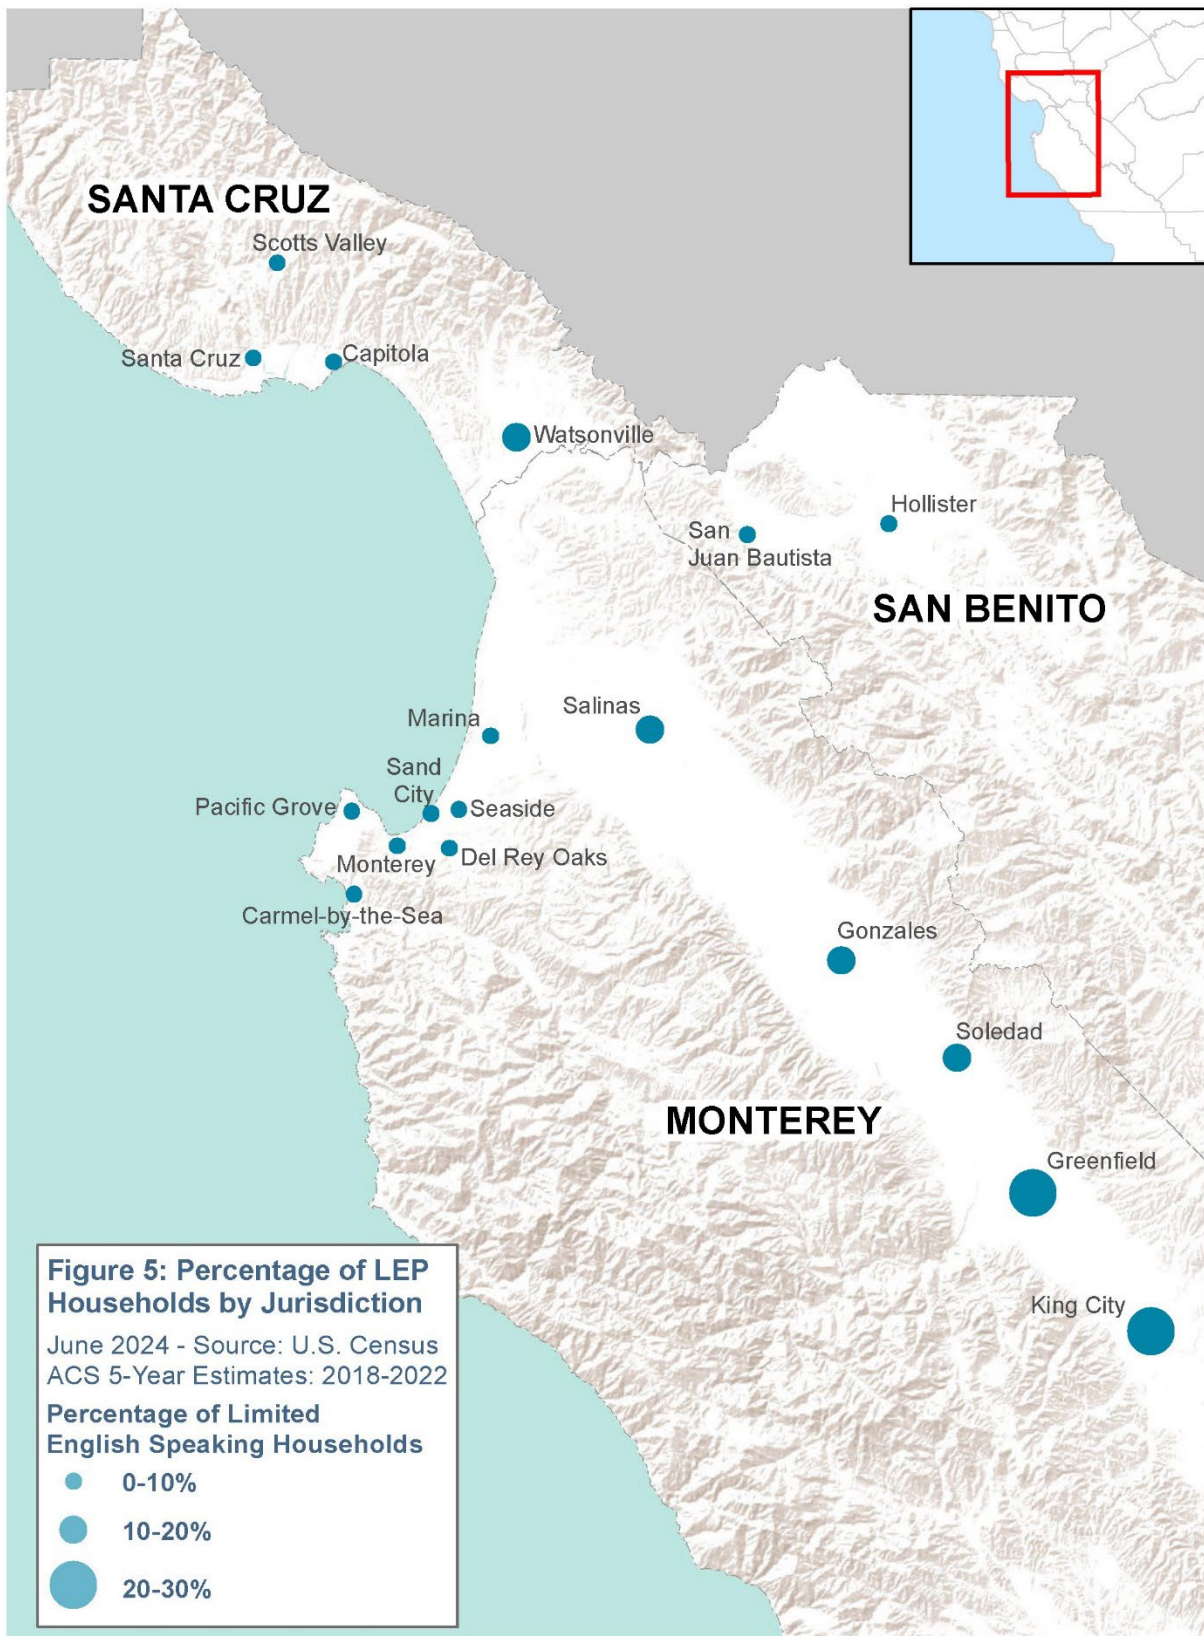 SANTA CRUZ
Scotts Valley
Santa Cruz
Capitola
Watsonville
Hollister
San
Juan Bautista
SAN BENITO
Salinas
Marina
Sand
City
Pacific Grove
Seaside
Monterey
Del Rey Oaks
Carmel-by-the-Sea
Gonzales
Soledad
MONTEREY
Greenfield
King City
Figure 5: Percentage of LEP
Households by Jurisdiction
June 2024 - Source: U.S. Census
ACS 5-Year Estimates: 2018-2022
Percentage of Limited
English Speaking Households
0-10%
10-20%
20-30%